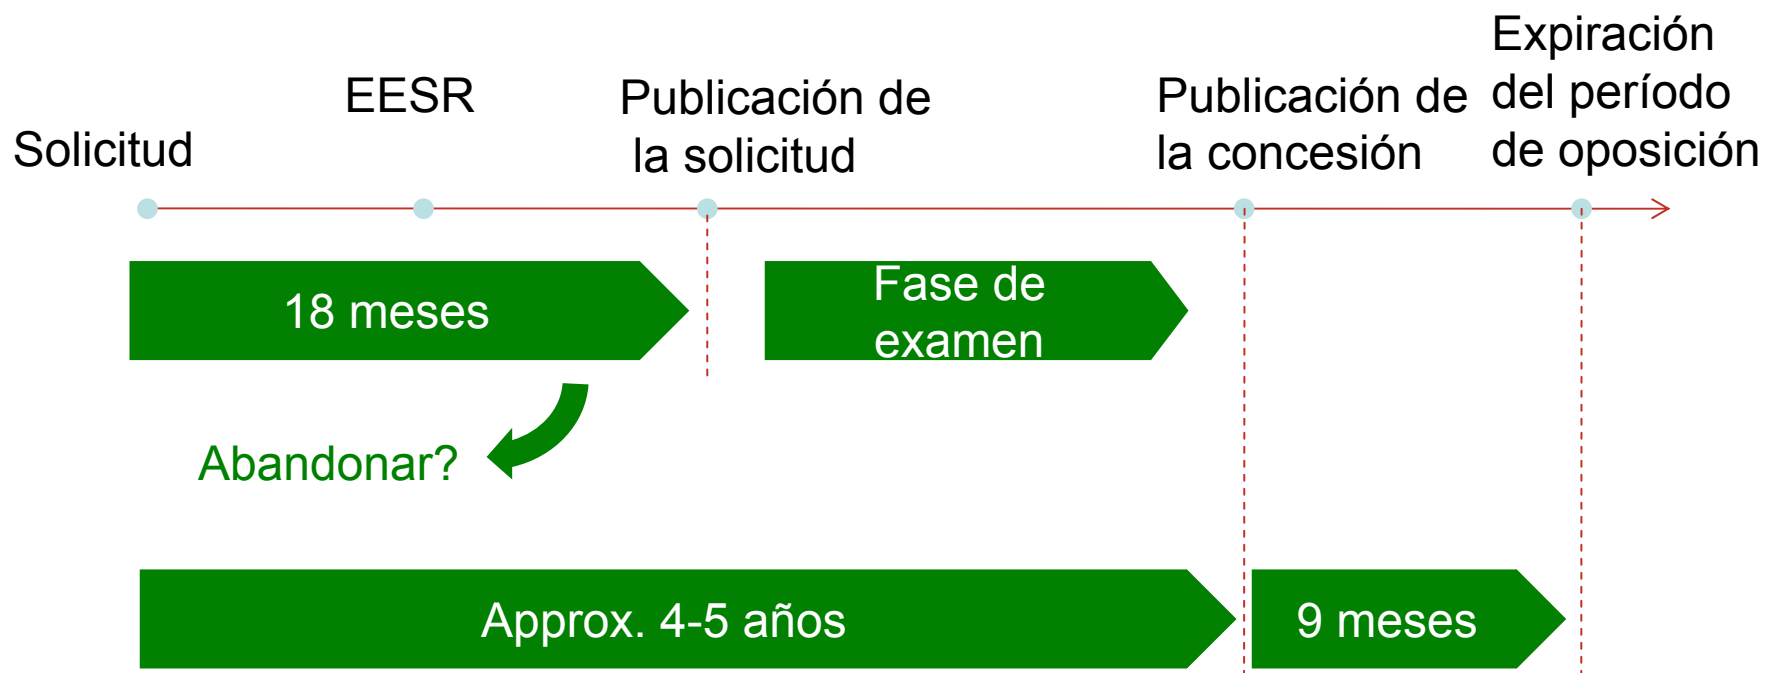 Solicitud
EESR
Publicación de
la solicitud
Publicación de
la concesión
Expiración
del período
de oposición
18 meses
Fase de
examen
Abandonar?
Approx. 4-5 años
9 meses